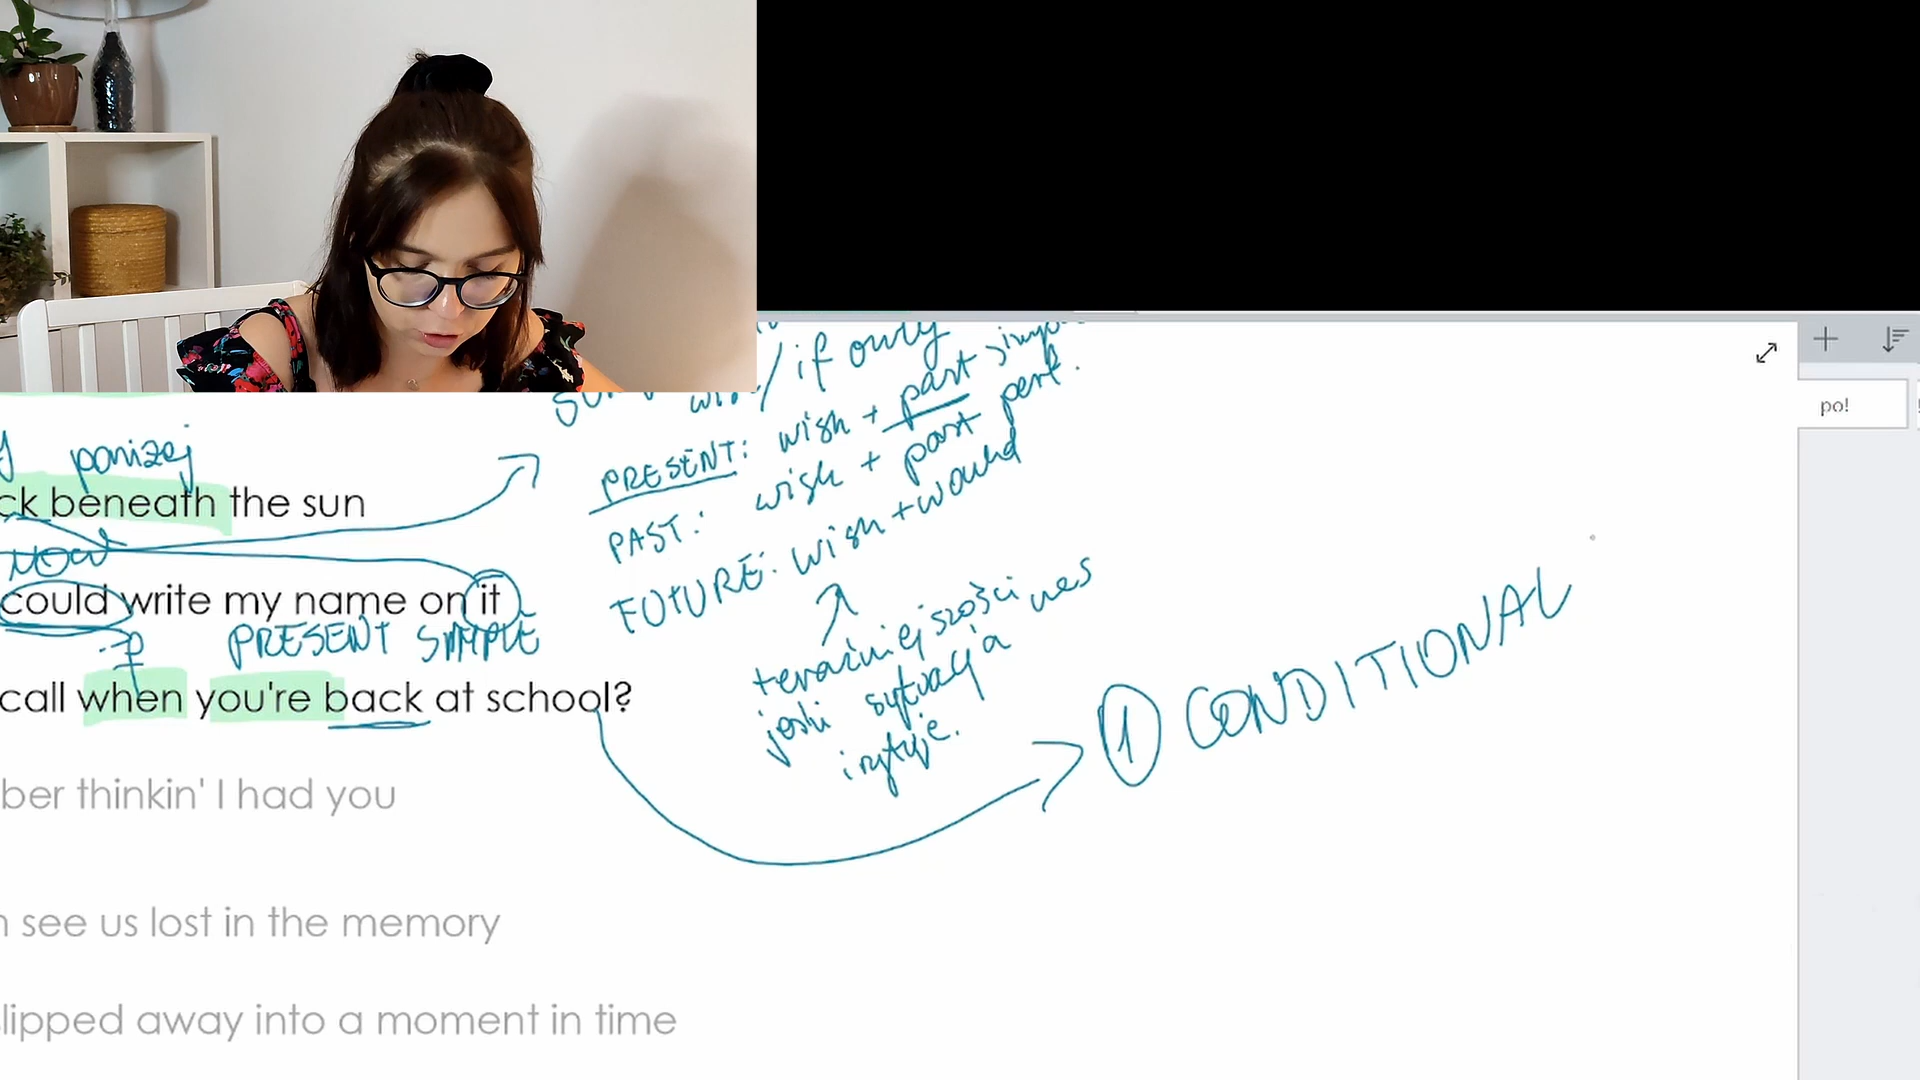 if only
PRESENT: wish + past
PAST: wish + past perf.
FUTURE: wish + would
teraźniejszości nas
jeśli sytuacja
irytuje.
① CONDITIONAL
poniżej
ck beneath the sun
now
could write my name on it
PRESENT SIMPLE
call when you're back at school?
ber thinkin' I had you
see us lost in the memory
slipped away into a moment in time
po!